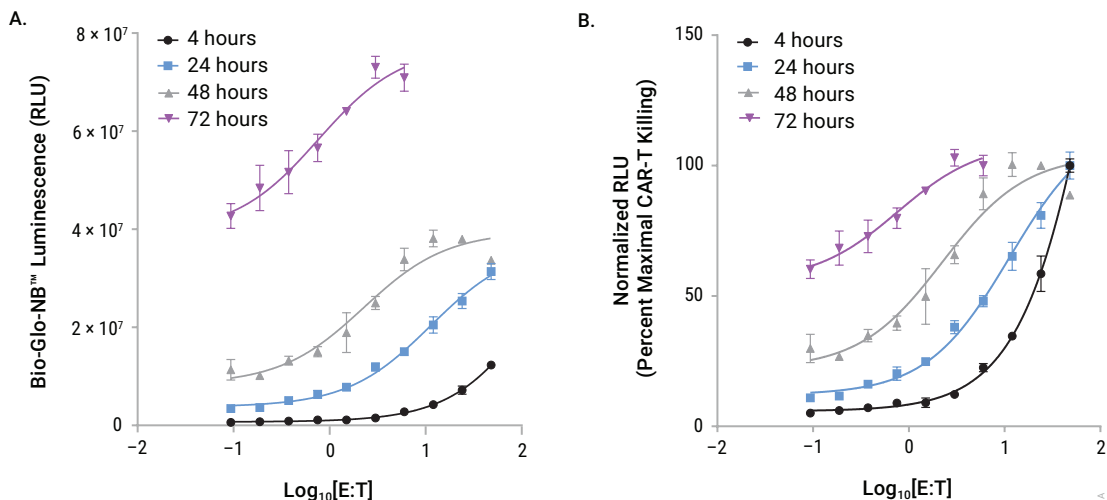 A.
Bio-Glo-NB™ Luminescence (RLU)
8 × 10⁷
6 × 10⁷
4 × 10⁷
2 × 10⁷
0
4 hours
24 hours
48 hours
72 hours
−2
−1
0
1
2
Log₁₀[E:T]
B.
Normalized RLU
(Percent Maximal CAR-T Killing)
150
100
50
0
4 hours
24 hours
48 hours
72 hours
−2
−1
0
1
2
Log₁₀[E:T]